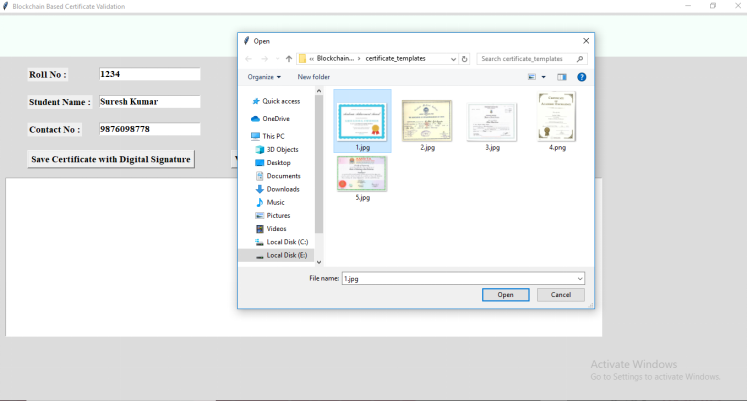 Blockchain Based Certificate Validation
Open
« Blockchain... › certificate_templates
Search certificate_templates
Organize
New folder
Quick access
OneDrive
This PC
3D Objects
Desktop
Documents
Downloads
Music
Pictures
Videos
Local Disk (C:)
Local Disk (E:)
1.jpg
2.jpg
3.jpg
4.png
5.jpg
File name: 1.jpg
Open
Cancel
Roll No : 1234
Student Name : Suresh Kumar
Contact No : 9876098778
Save Certificate with Digital Signature
Activate Windows
Go to Settings to activate Windows.